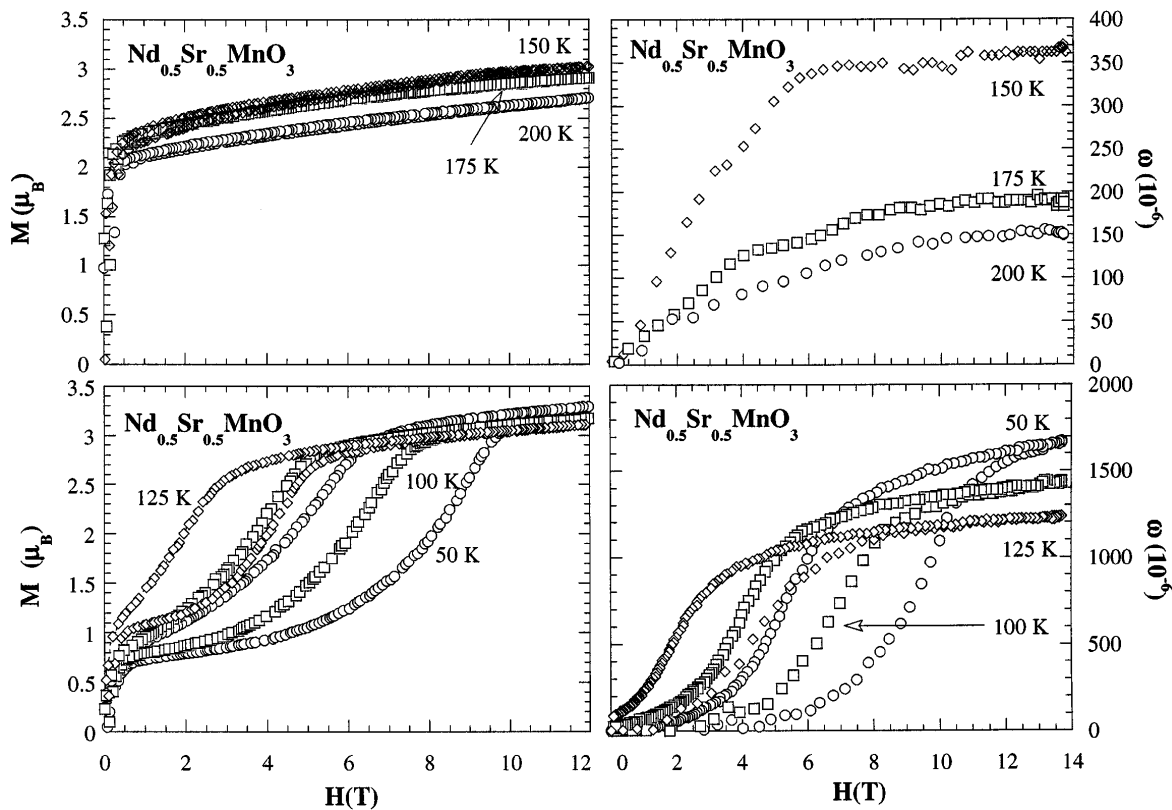 3.5
3
2.5
2
1.5
1
0.5
0
M (μB)
Nd0.5Sr0.5MnO3
150 K
200 K
175 K
Nd0.5Sr0.5MnO3
150 K
175 K
200 K
400
350
300
250
200
150
100
50
0
ω (10-6)
3.5
3
2.5
2
1.5
1
0.5
0
M (μB)
Nd0.5Sr0.5MnO3
125 K
100 K
50 K
0 2 4 6 8 10 12
H(T)
Nd0.5Sr0.5MnO3
50 K
125 K
100 K
2000
1500
1000
500
0
ω (10-6)
0 2 4 6 8 10 12 14
H(T)